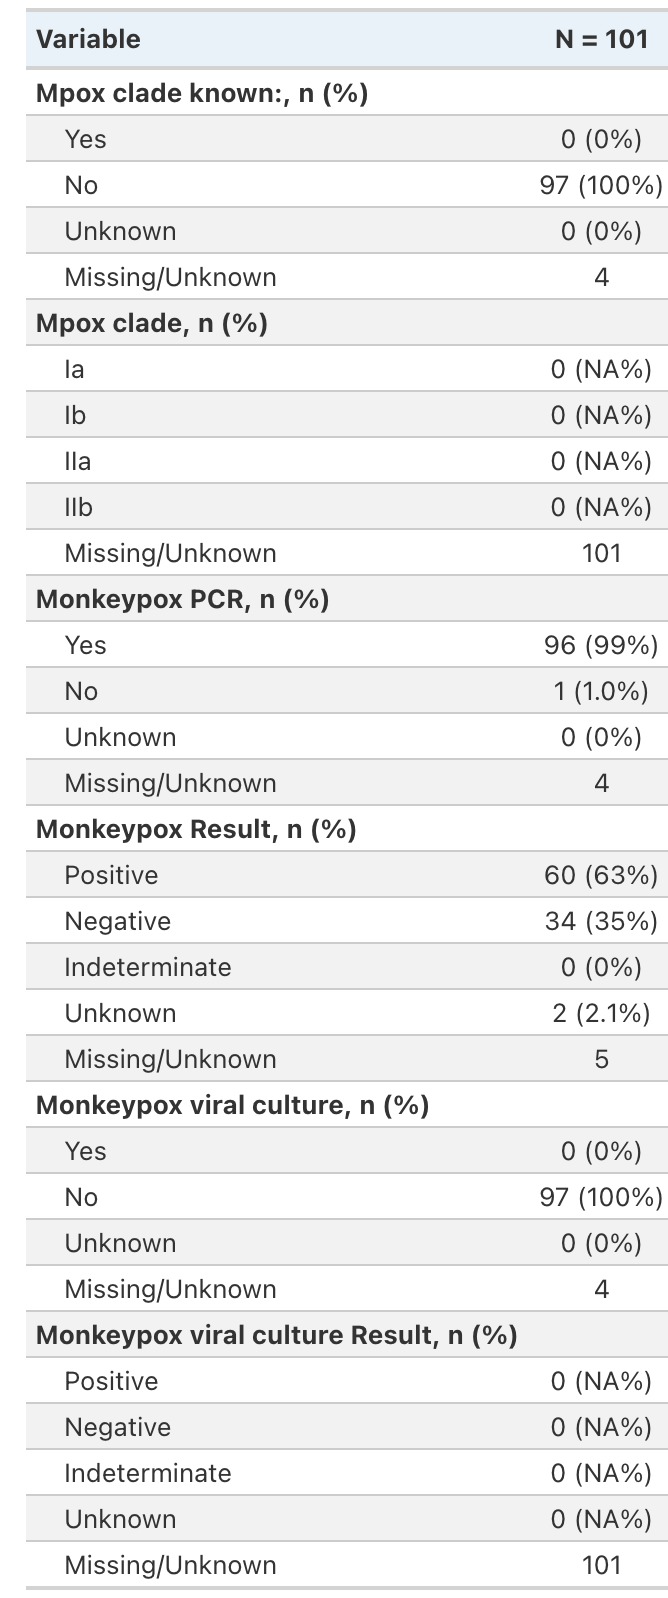 Variable N = 101
Mpox clade known:, n (%)
Yes 0 (0%)
No 97 (100%)
Unknown 0 (0%)
Missing/Unknown 4
Mpox clade, n (%)
Ia 0 (NA%)
Ib 0 (NA%)
IIa 0 (NA%)
IIb 0 (NA%)
Missing/Unknown 101
Monkeypox PCR, n (%)
Yes 96 (99%)
No 1 (1.0%)
Unknown 0 (0%)
Missing/Unknown 4
Monkeypox Result, n (%)
Positive 60 (63%)
Negative 34 (35%)
Indeterminate 0 (0%)
Unknown 2 (2.1%)
Missing/Unknown 5
Monkeypox viral culture, n (%)
Yes 0 (0%)
No 97 (100%)
Unknown 0 (0%)
Missing/Unknown 4
Monkeypox viral culture Result, n (%)
Positive 0 (NA%)
Negative 0 (NA%)
Indeterminate 0 (NA%)
Unknown 0 (NA%)
Missing/Unknown 101